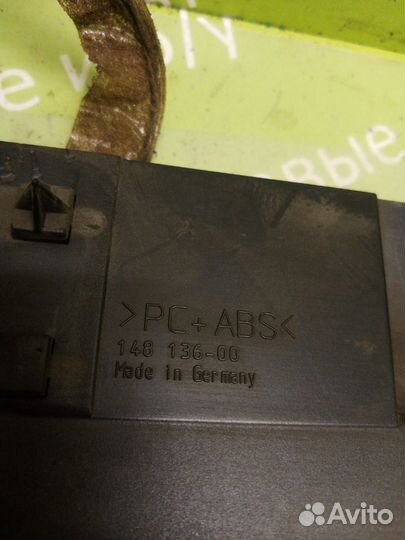 >PC+ABS<
148 136-00
Made in Germany
Avito